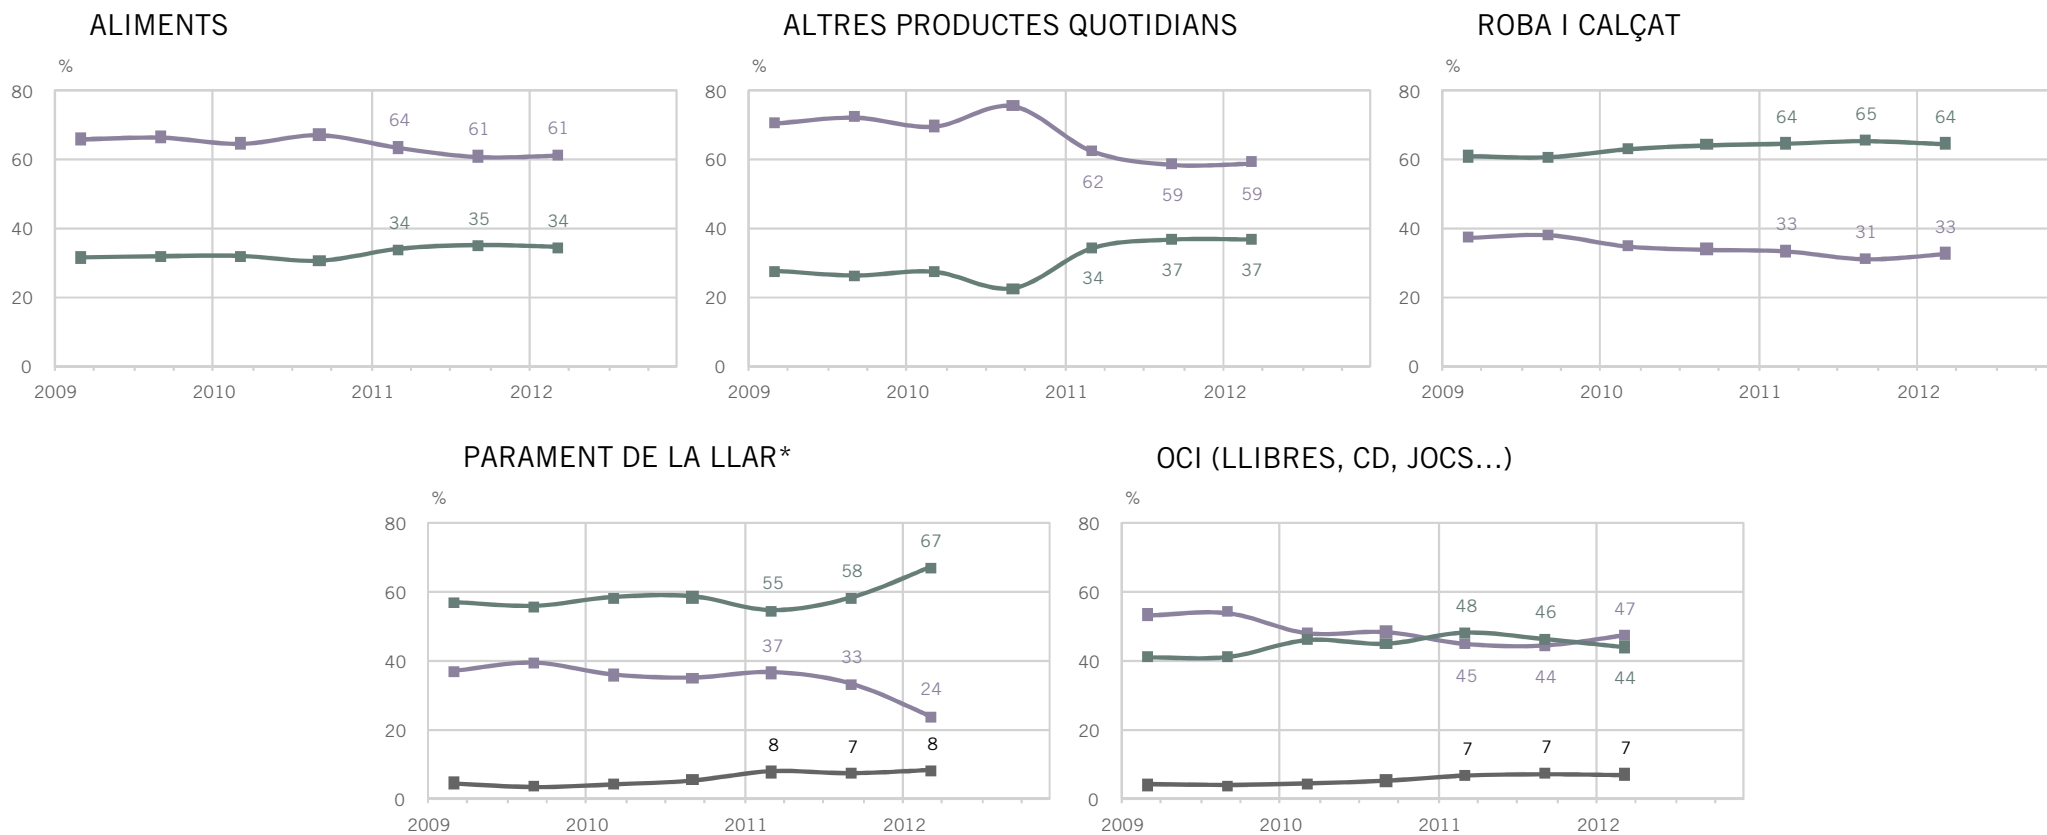 ALIMENTS
%
80
60
40
20
0
64 61 61
34 35 34
2009 2010 2011 2012
ALTRES PRODUCTES QUOTIDIANS
%
80
60
40
20
0
62 59 59
34 37 37
2009 2010 2011 2012
ROBA I CALÇAT
%
80
60
40
20
0
64 65 64
33 31 33
2009 2010 2011 2012
PARAMENT DE LA LLAR*
%
80
60
40
20
0
55 58 67
37 33 24
8 7 8
2009 2010 2011 2012
OCI (LLIBRES, CD, JOCS...)
%
80
60
40
20
0
48 46 47
45 44 44
7 7 7
2009 2010 2011 2012